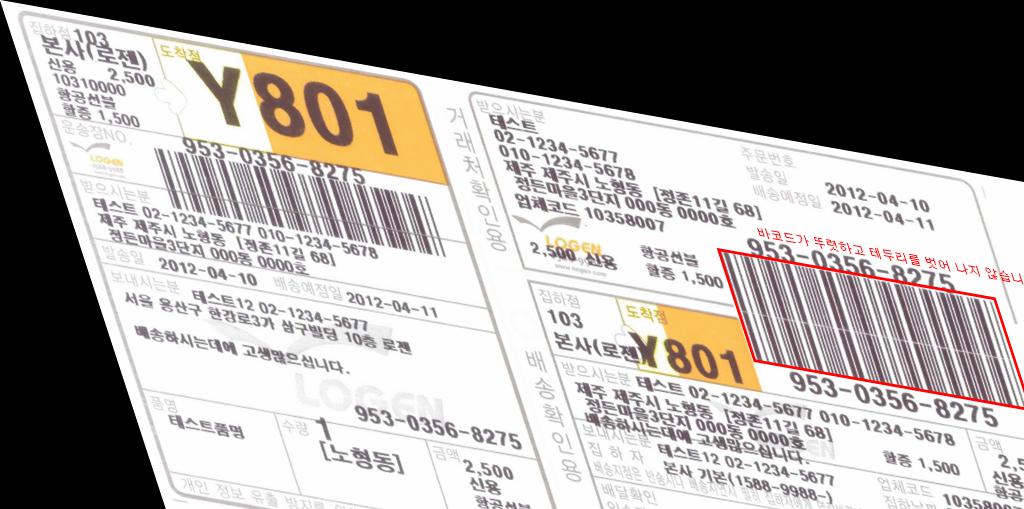 집하점 103
본사(로젠)
신용 2,500
10310000
항공선불
할증 1,500
도착점
Y801
운송장NO.
LOGEN
953-0356-8275
받으시는분
테스트 02-1234-5677 010-1234-5678
제주 제주시 노형동 [정존11길 68]
정든마을3단지 000동 0000호
발송일 2012-04-10 배송예정일 2012-04-11
보내시는분 테스트12 02-1234-5677
서울 용산구 한강로3가 삼구빌딩 10층 로젠
배송하시는데에 고생많으십니다.
LOGEN
953-0356-8275
품명
테스트품명
수량 1
[노형동]
금액 2,500
신용
항공선불
개인 정보 유출 방지를
거래처확인용
받으시는분
테스트
02-1234-5677
010-1234-5678
제주 제주시 노형동 [정존11길 68]
정든마을3단지 000동 0000호
업체코드 10358007
주문번호
발송일 2012-04-10
배송예정일 2012-04-11
LOGEN
www.ilogen.com
2,500 신용
항공선불
할증 1,500
바코드가 뚜렷하고 테두리를 벗어 나지 않습니
953-0356-8275
배송확인용
집하점
103
본사(로젠)
도착점
Y801
953-0356-8275
받으시는분 테스트 02-1234-5677 010-1234-5678
제주 제주시 노형동 [정존11길 68]
정든마을3단지 000동 0000호
배송하시는데에 고생많으십니다.
보내시는분
테스트12 02-1234-5677
집하자 본사 기본(1588-9988-)
할증 1,500
금액
2,5
신용
항공
업체코드 1035800
배달확인